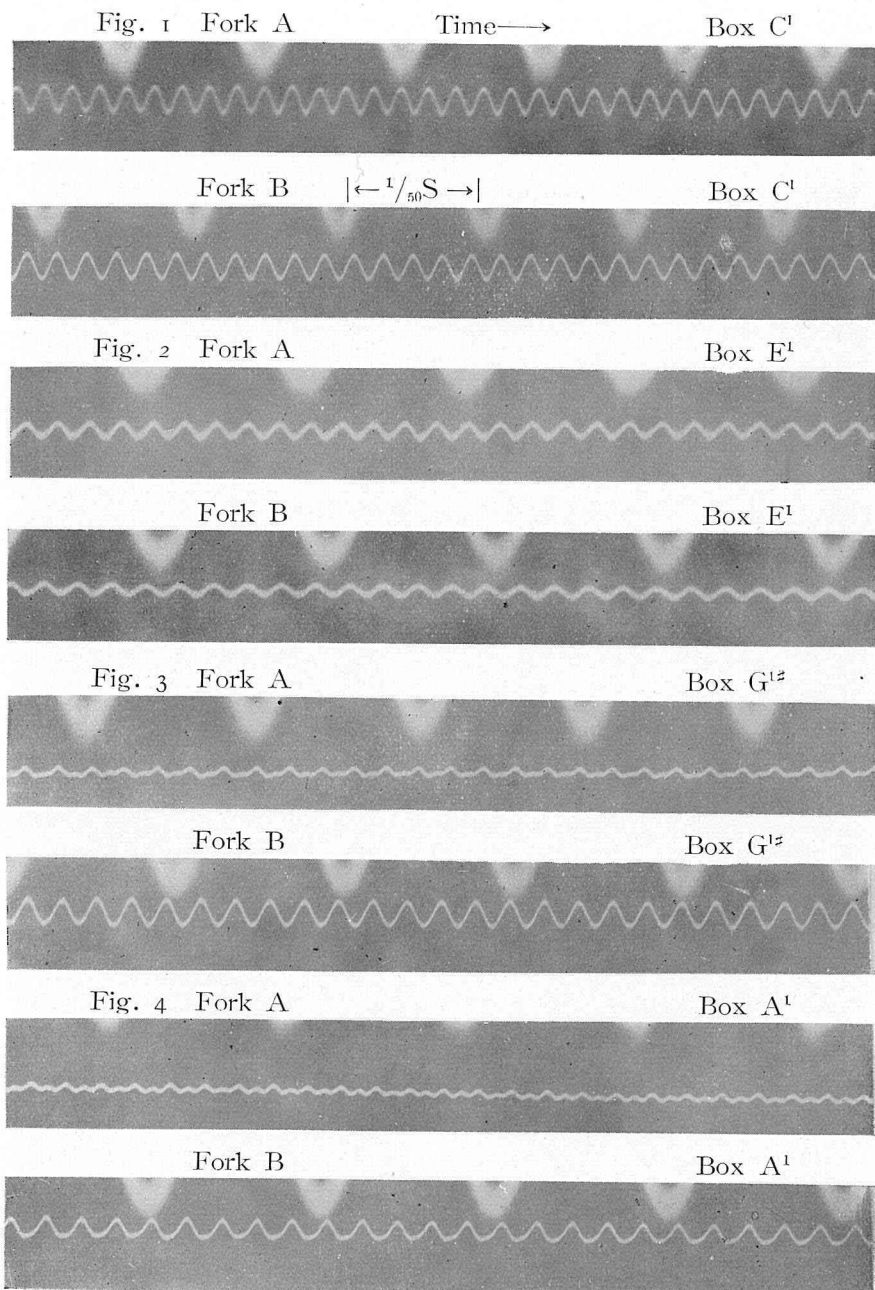 Fig. 1 Fork A Time⟶ Box C¹
Fork B |← ¹/₅₀S →| Box C¹
Fig. 2 Fork A Box E¹
Fork B Box E¹
Fig. 3 Fork A Box G¹♯
Fork B Box G¹♯
Fig. 4 Fork A Box A¹
Fork B Box A¹